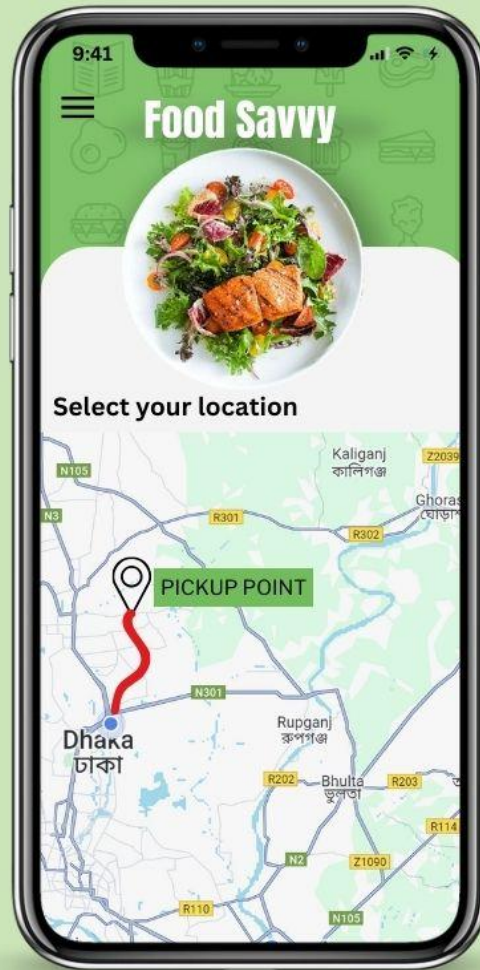 9:41
Food Savvy
Select your location
Kaliganj
কালিগঞ্জ
Z2039
N105
N3
R301
R302
PICKUP POINT
N301
Dhaka
ঢাকা
Rupganj
রুপগঞ্জ
R202
Bhulta
ভুলতা
R203
R114
N2
Z1090
R110
N105